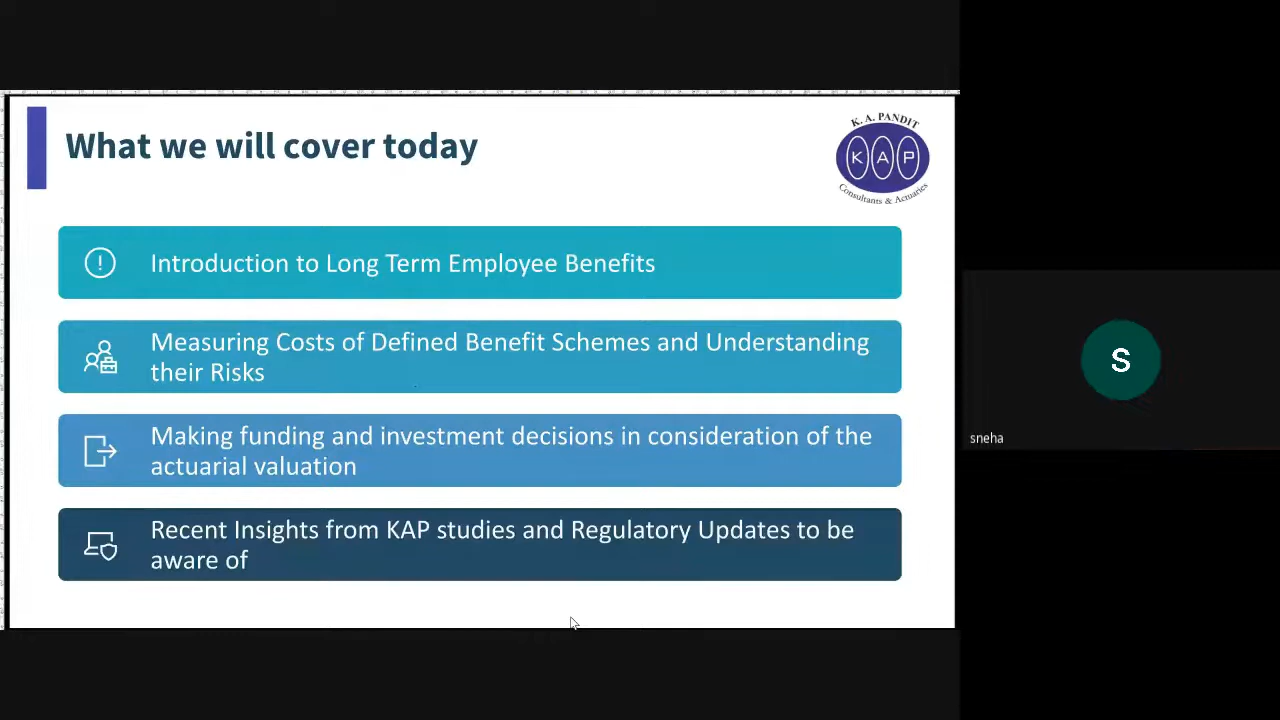 What we will cover today
K. A. PANDIT
K A P
Consultants & Actuaries
Introduction to Long Term Employee Benefits
Measuring Costs of Defined Benefit Schemes and Understanding
their Risks
Making funding and investment decisions in consideration of the
actuarial valuation
Recent Insights from KAP studies and Regulatory Updates to be
aware of
S
sneha